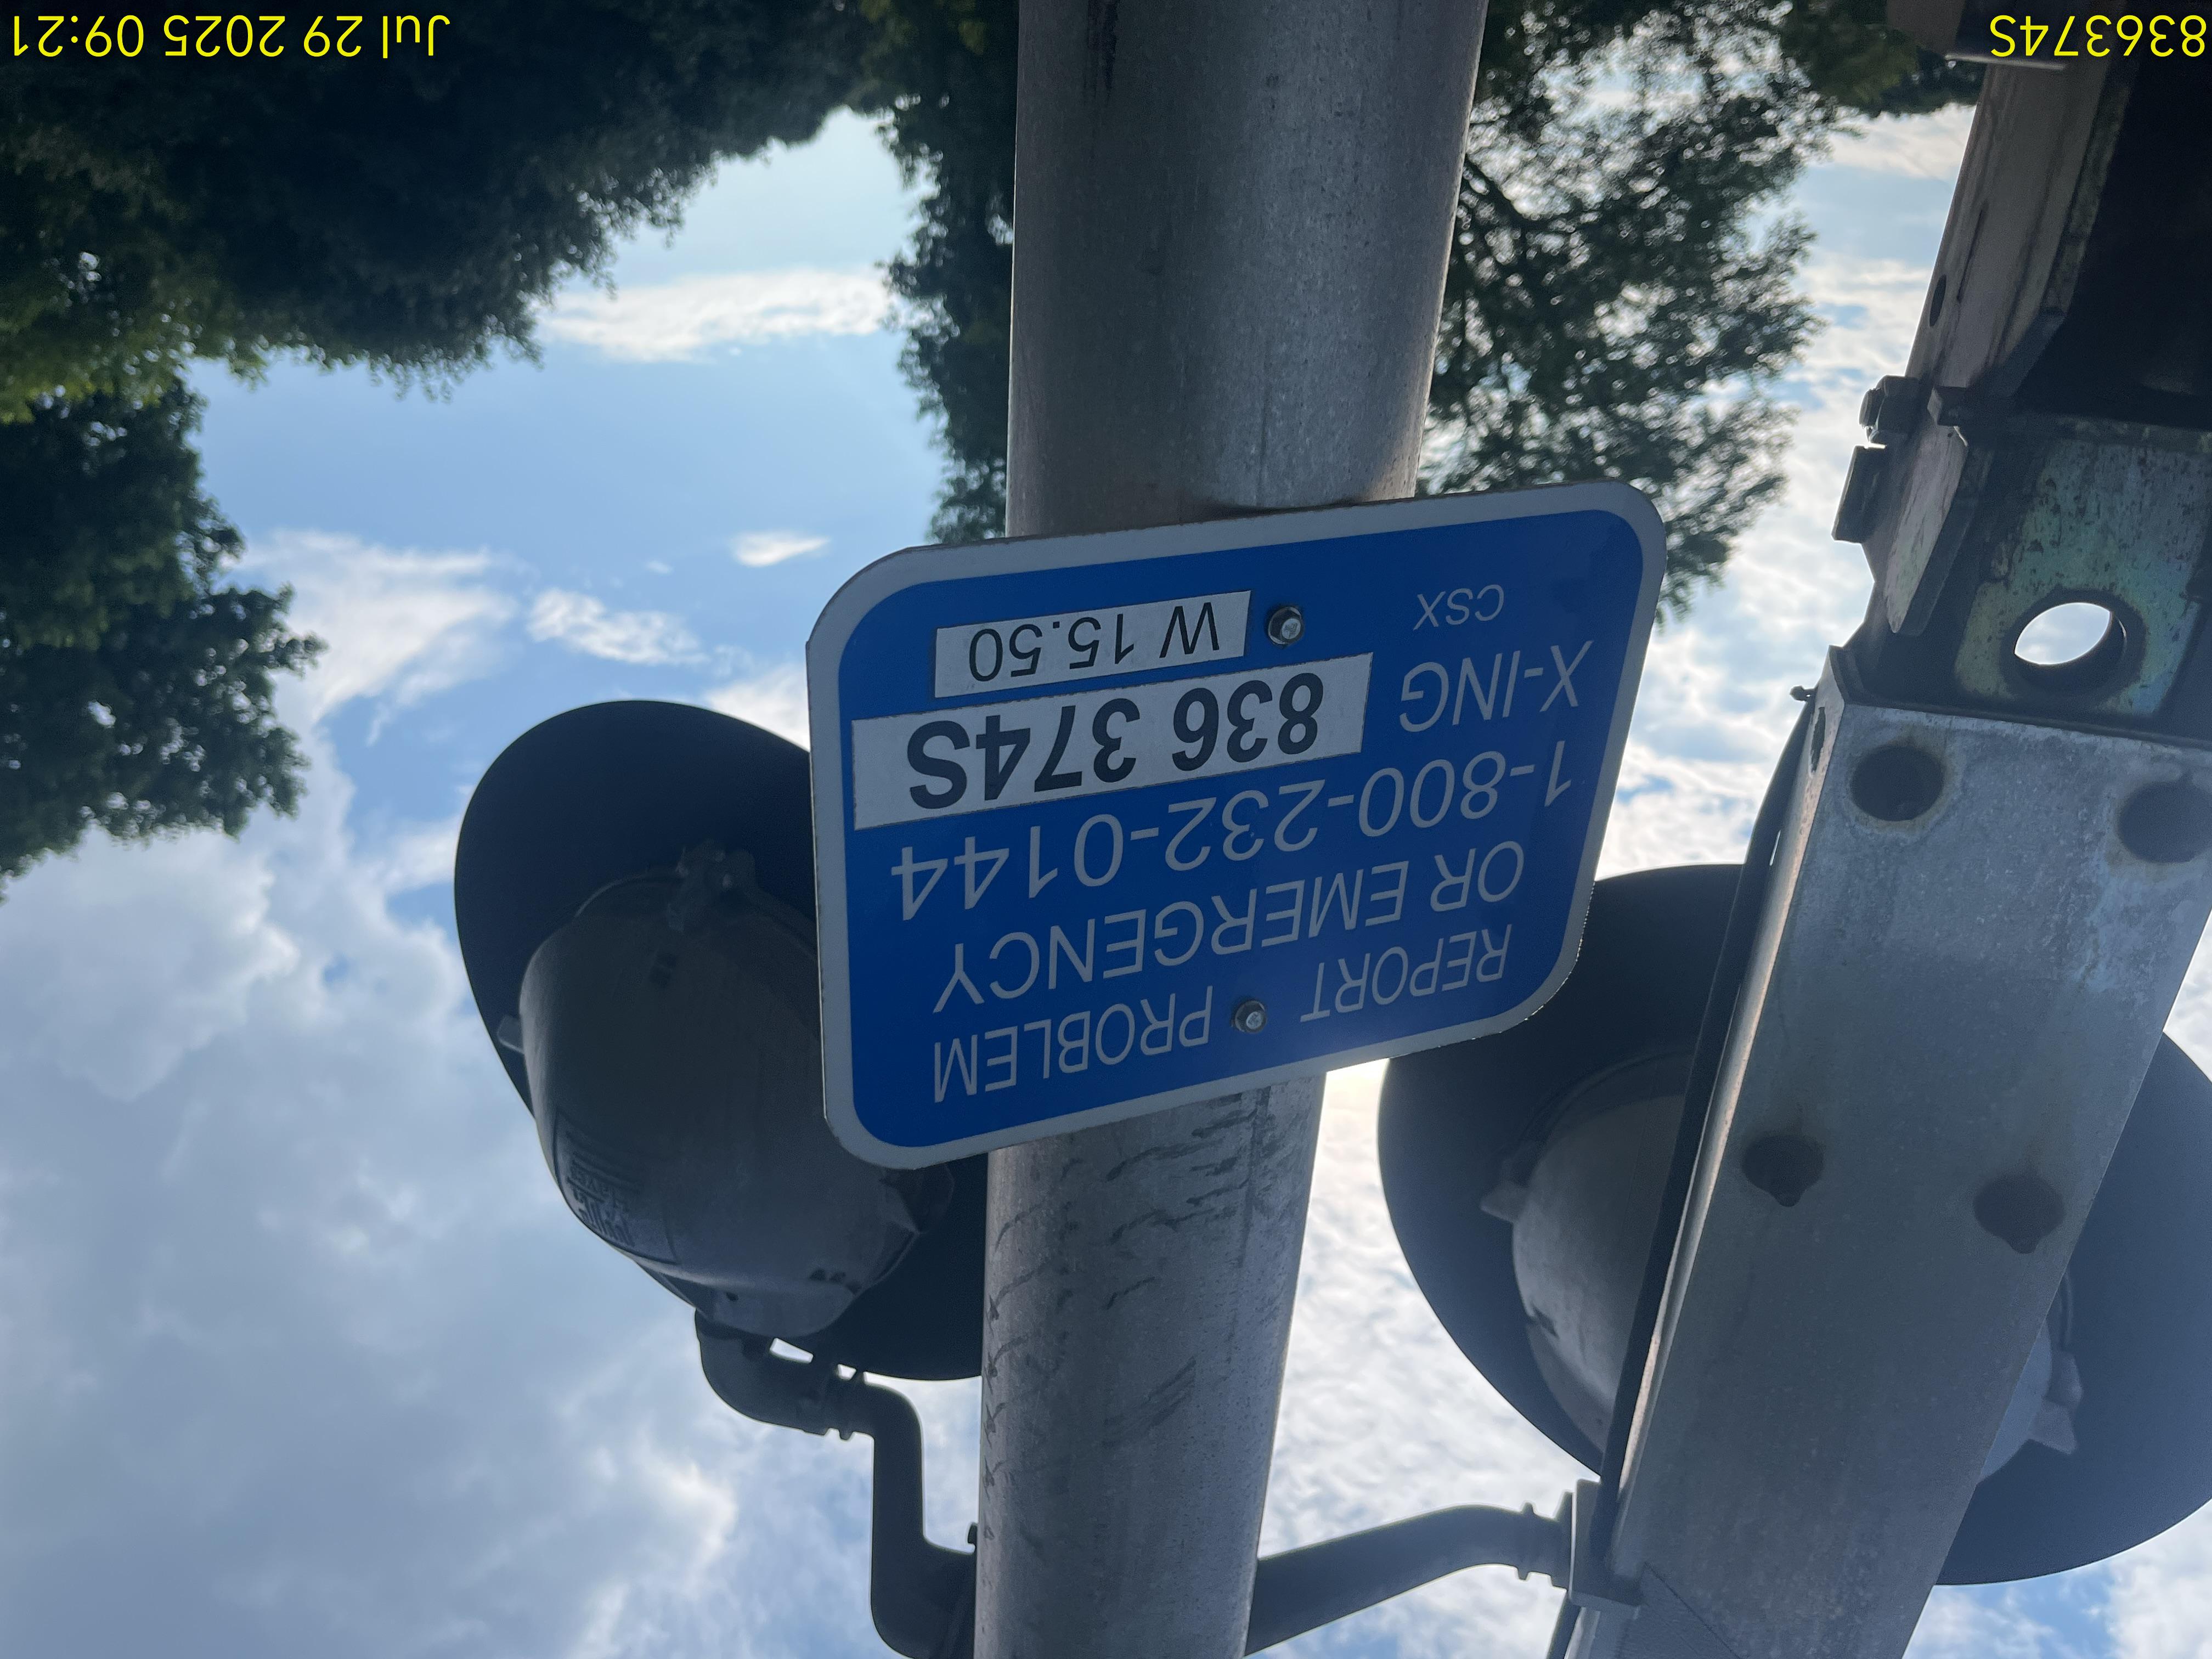 REPORT PROBLEM
OR EMERGENCY
1-800-232-0144
X-ING 836 374S
CSX W 15.50
836374S
Jul 29 2025 09:21